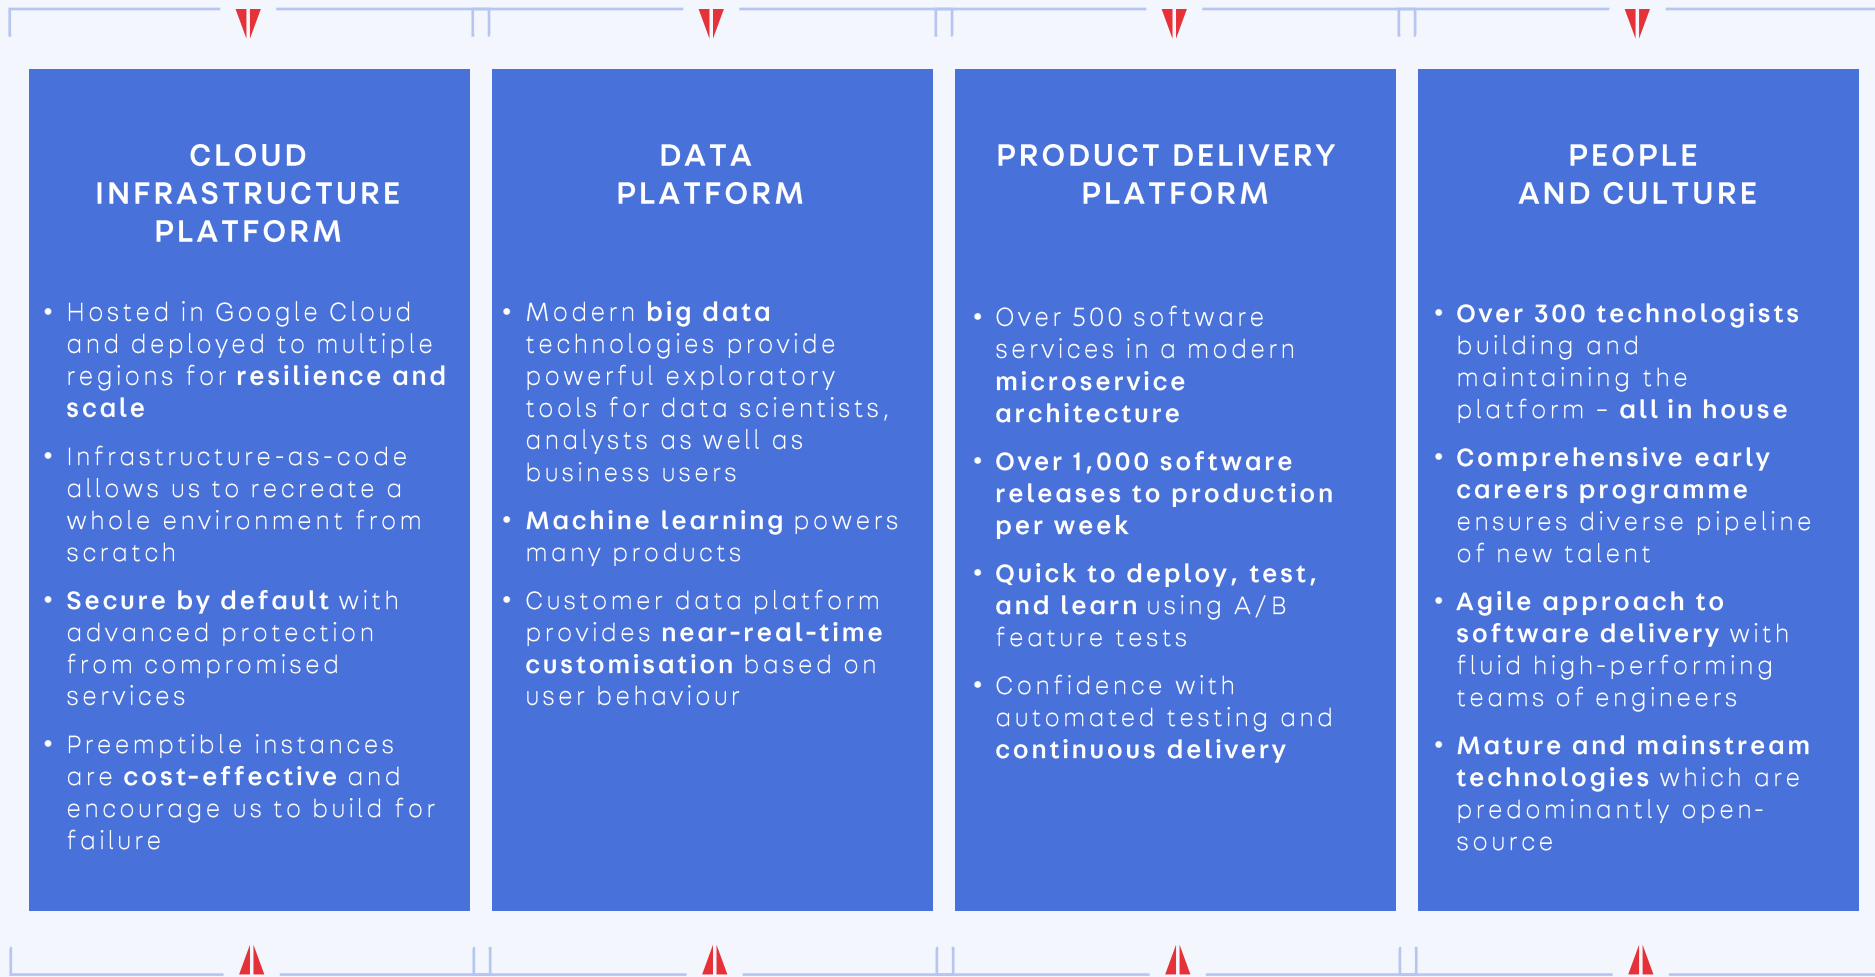 CLOUD
INFRASTRUCTURE
PLATFORM
• Hosted in Google Cloud
and deployed to multiple
regions for resilience and
scale
• Infrastructure-as-code
allows us to recreate a
whole environment from
scratch
• Secure by default with
advanced protection
from compromised
services
• Preemptible instances
are cost-effective and
encourage us to build for
failure
DATA
PLATFORM
• Modern big data
technologies provide
powerful exploratory
tools for data scientists,
analysts as well as
business users
• Machine learning powers
many products
• Customer data platform
provides near-real-time
customisation based on
user behaviour
PRODUCT DELIVERY
PLATFORM
• Over 500 software
services in a modern
microservice
architecture
• Over 1,000 software
releases to production
per week
• Quick to deploy, test,
and learn using A/B
feature tests
• Confidence with
automated testing and
continuous delivery
PEOPLE
AND CULTURE
• Over 300 technologists
building and
maintaining the
platform – all in house
• Comprehensive early
careers programme
ensures diverse pipeline
of new talent
• Agile approach to
software delivery with
fluid high-performing
teams of engineers
• Mature and mainstream
technologies which are
predominantly open-
source